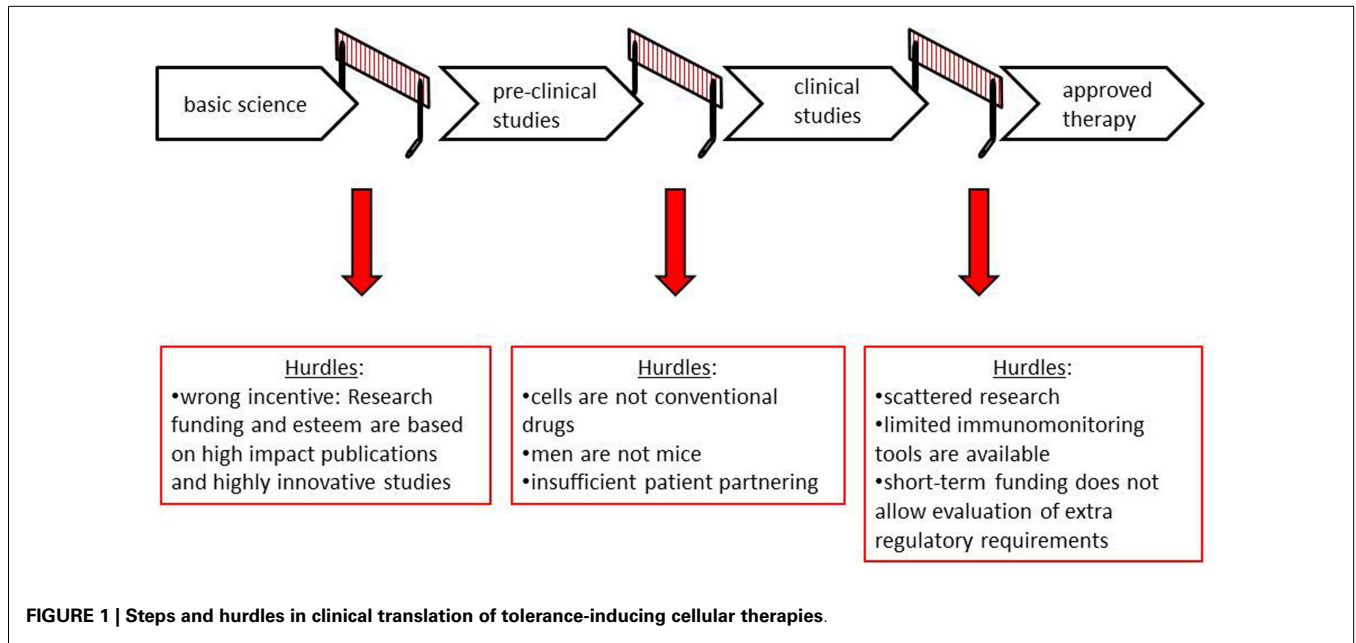 basic science
pre-clinical
studies
clinical
studies
approved
therapy
Hurdles:
•wrong incentive: Research
funding and esteem are based
on high impact publications
and highly innovative studies
Hurdles:
•cells are not conventional
drugs
•men are not mice
•insufficient patient partnering
Hurdles:
•scattered research
•limited immunomonitoring
tools are available
•short-term funding does not
allow evaluation of extra
regulatory requirements
FIGURE 1 | Steps and hurdles in clinical translation of tolerance-inducing cellular therapies.